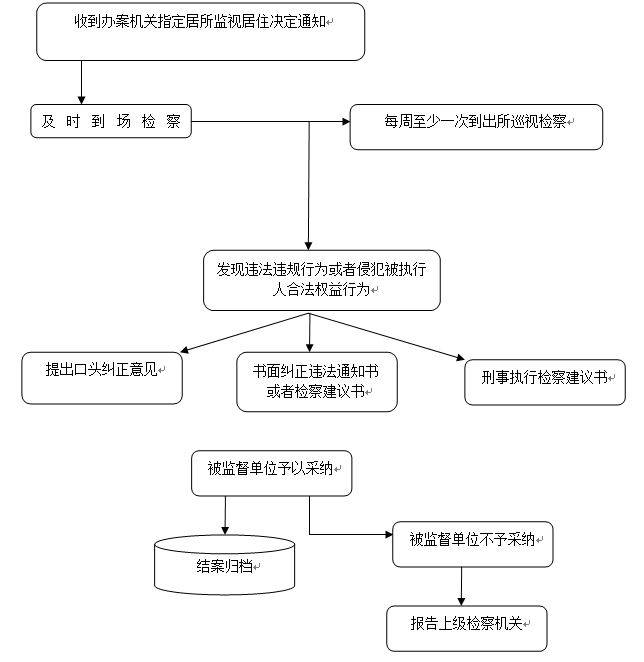 收到办案机关指定居所监视居住决定通知
及时到场检察
每周至少一次到出所巡视检察
发现违法违规行为或者侵犯被执行
人合法权益行为
提出口头纠正意见
书面纠正违法通知书
或者检察建议书
刑事执行检察建议书
被监督单位予以采纳
结案归档
被监督单位不予采纳
报告上级检察机关